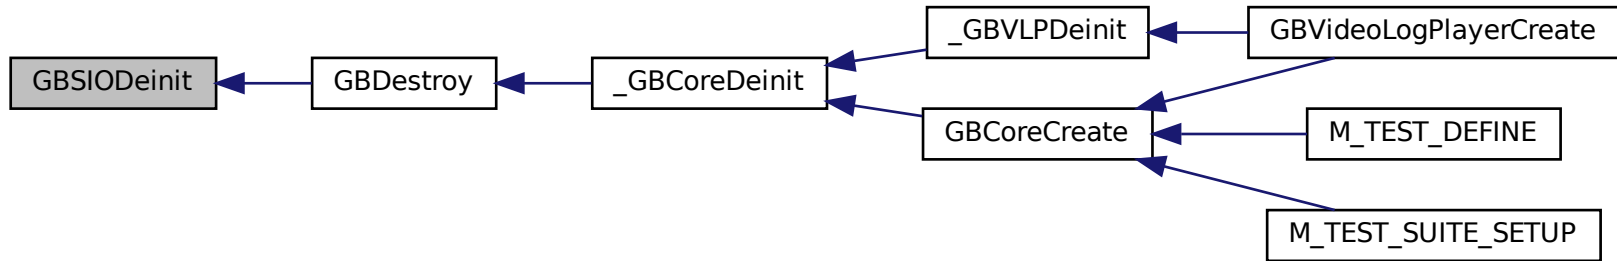 GBSIODeinit
GBDestroy
_GBCoreDeinit
_GBVLPDeinit
GBVideoLogPlayerCreate
GBCoreCreate
M_TEST_DEFINE
M_TEST_SUITE_SETUP